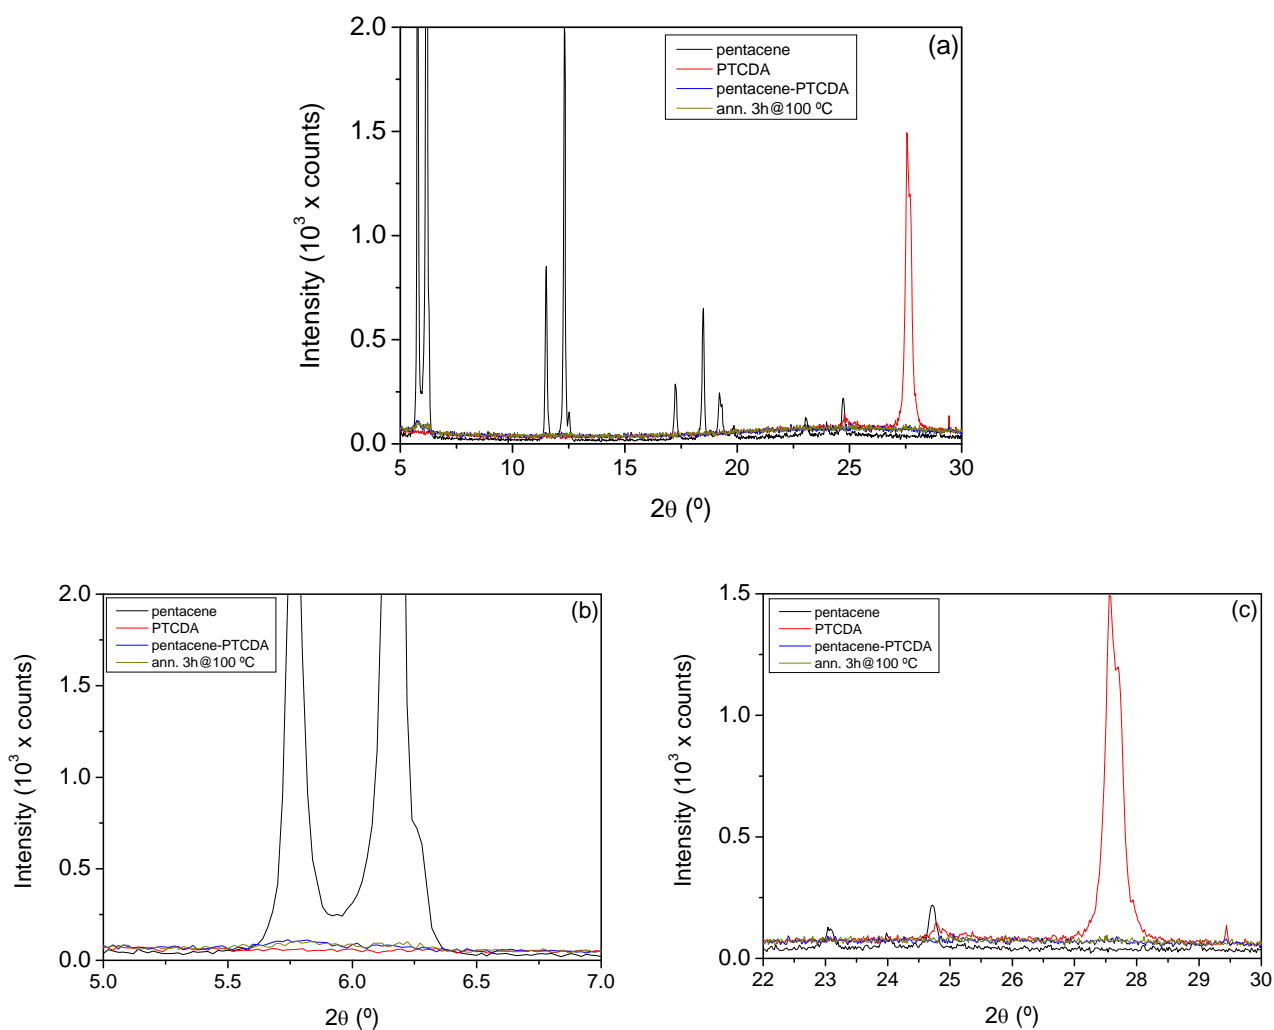 (a)
pentacene
PTCDA
pentacene-PTCDA
ann. 3h@100 ºC
Intensity (10³ x counts)
2.0
1.5
1.0
0.5
0.0
5 10 15 20 25 30
2θ (º)
(b)
pentacene
PTCDA
pentacene-PTCDA
ann. 3h@100 ºC
Intensity (10³ x counts)
2.0
1.5
1.0
0.5
0.0
5.0 5.5 6.0 6.5 7.0
2θ (º)
(c)
pentacene
PTCDA
pentacene-PTCDA
ann. 3h@100 ºC
Intensity (10³ x counts)
1.5
1.0
0.5
0.0
22 23 24 25 26 27 28 29 30
2θ (º)